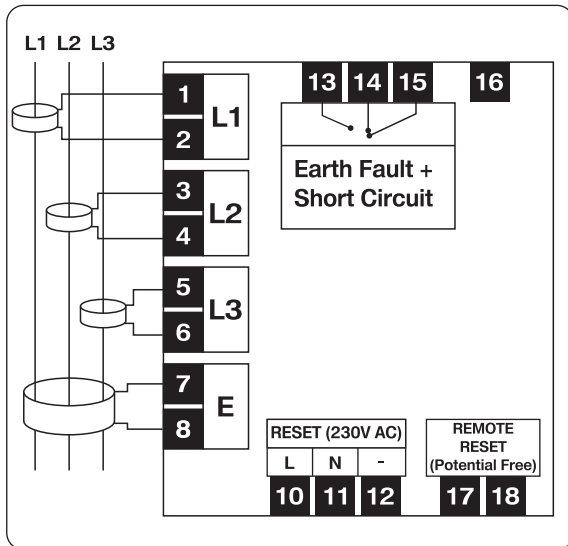 L1 L2 L3
13 14 15 16
1
L1
2
Earth Fault +
Short Circuit
3
L2
4
5
L3
6
7
E
8
RESET (230V AC)
L N -
10 11 12
REMOTE
RESET
(Potential Free)
17 18